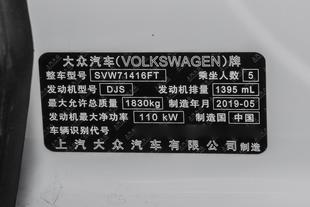 大众汽车(VOLKSWAGEN)牌
整车型号 SVW71416FT 乘坐人数 5
发动机型号 DJS 发动机排量 1395 mL
最大允许总质量 1830kg 制造年月 2019-05
发动机最大净功率 110 kW 制造国 中国
车辆识别代号
上汽大众汽车有限公司 制造